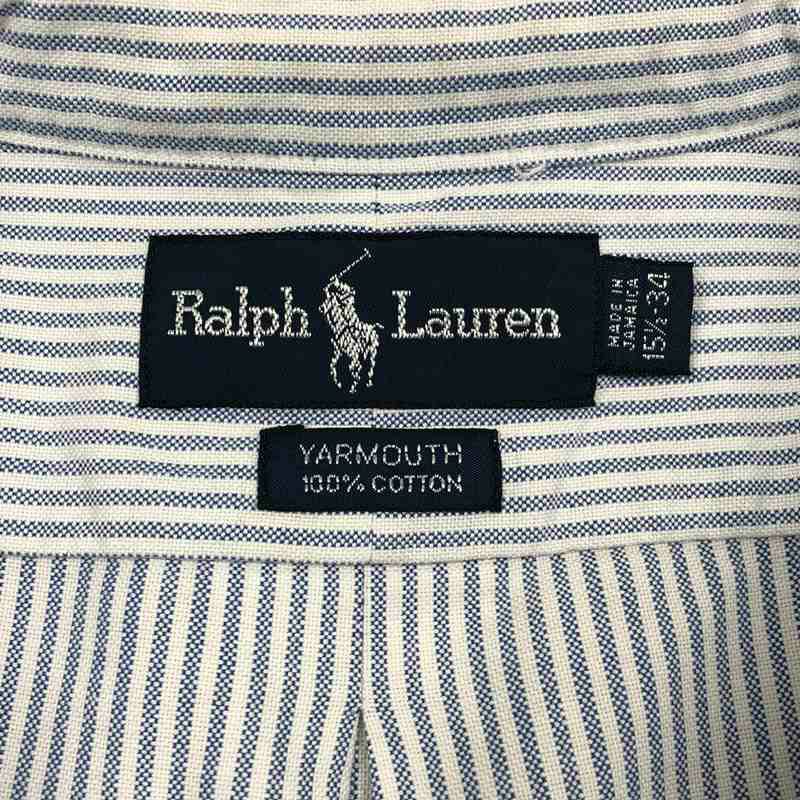 Ralph Lauren
MADE IN
JAMAICA
15½-34
YARMOUTH
100% COTTON